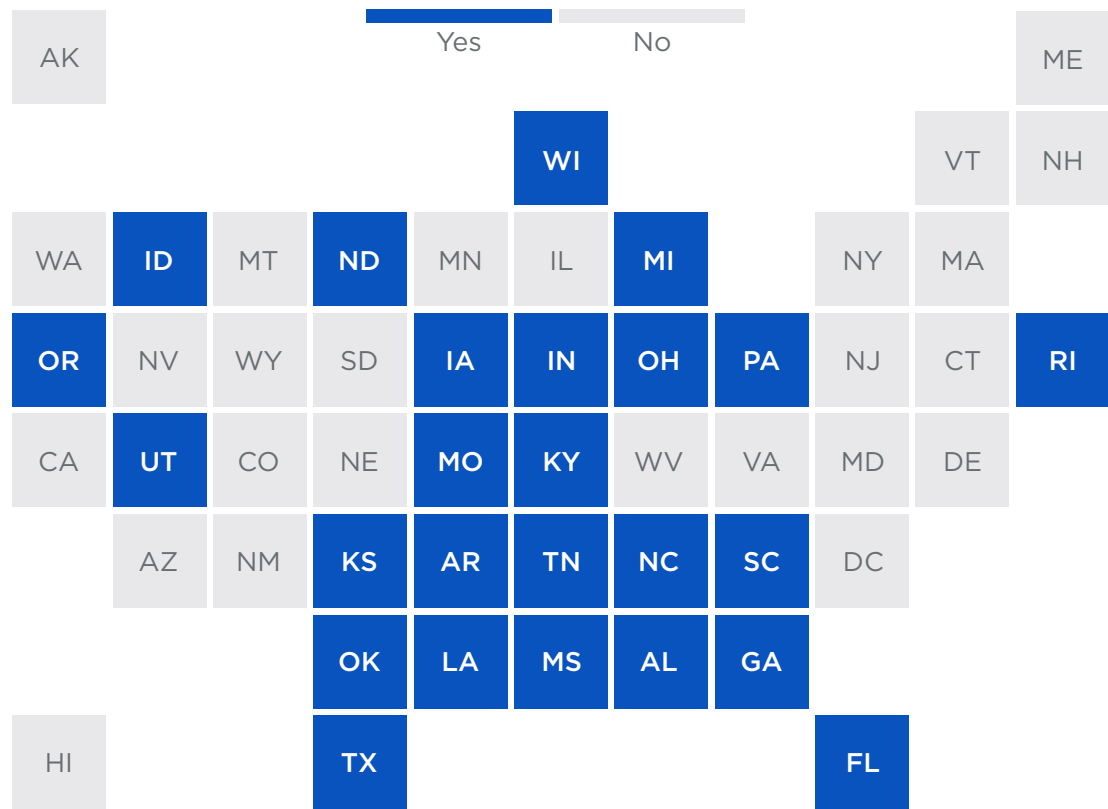 Yes No
AK ME
WI VT NH
WA ID MT ND MN IL MI NY MA
OR NV WY SD IA IN OH PA NJ CT RI
CA UT CO NE MO KY WV VA MD DE
AZ NM KS AR TN NC SC DC
OK LA MS AL GA
HI TX FL